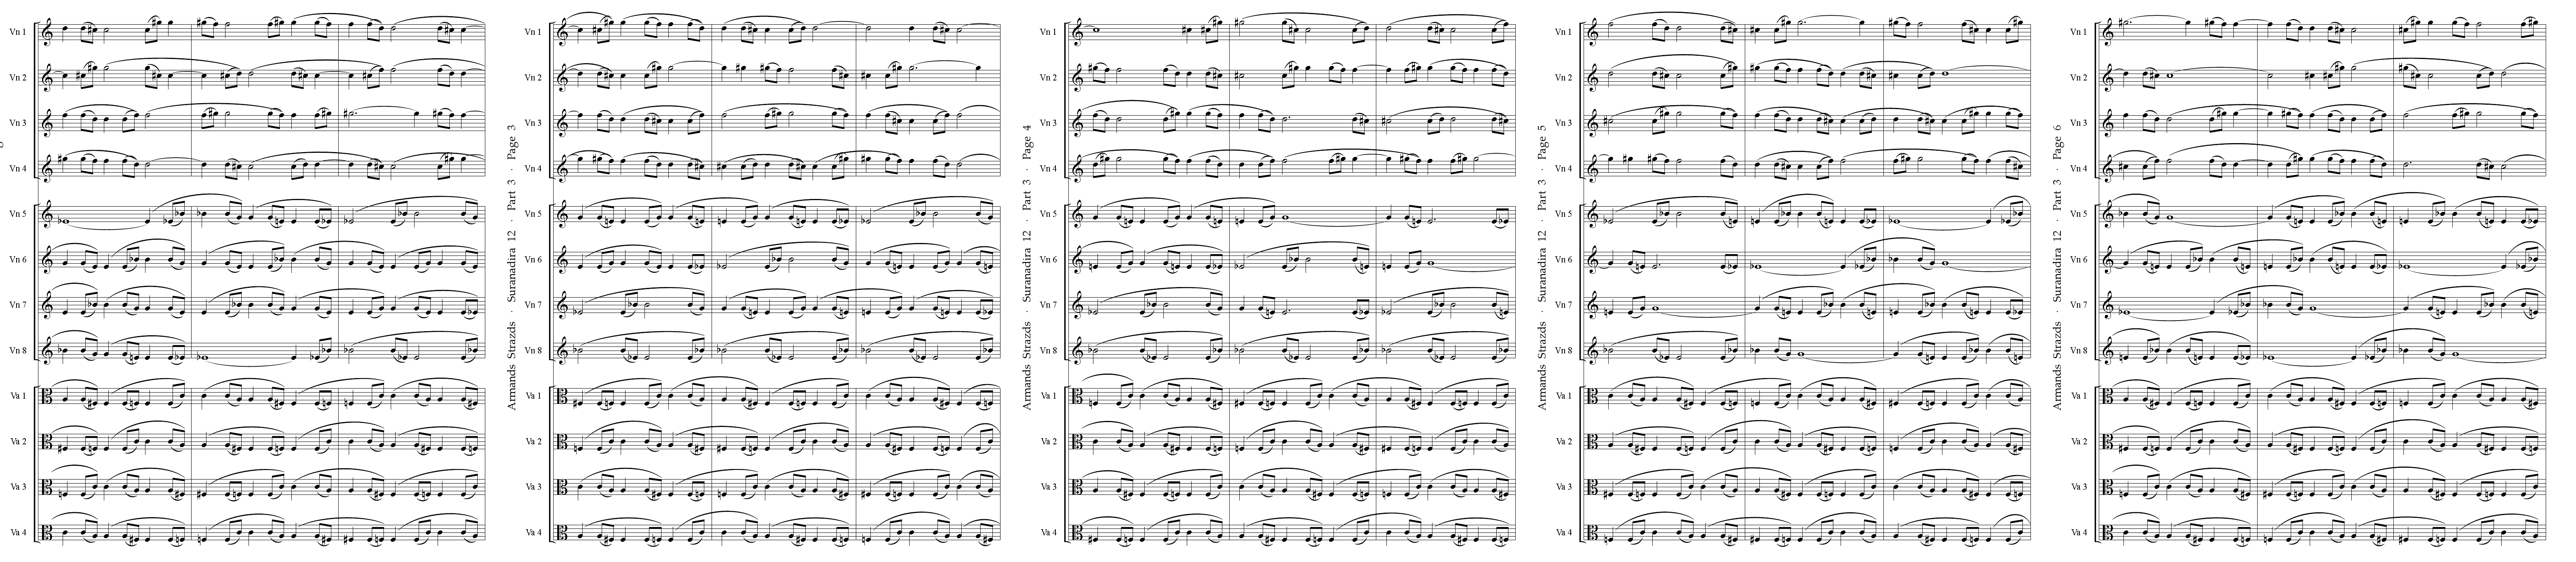 Vn 1
Vn 2
Vn 3
Vn 4
Vn 5
Vn 6
Vn 7
Vn 8
Va 1
Va 2
Va 3
Va 4
Armands Strazds · Suranadira 12 · Part 3 · Page 3
Vn 1
Vn 2
Vn 3
Vn 4
Vn 5
Vn 6
Vn 7
Vn 8
Va 1
Va 2
Va 3
Va 4
Armands Strazds · Suranadira 12 · Part 3 · Page 4
Vn 1
Vn 2
Vn 3
Vn 4
Vn 5
Vn 6
Vn 7
Vn 8
Va 1
Va 2
Va 3
Va 4
Armands Strazds · Suranadira 12 · Part 3 · Page 5
Vn 1
Vn 2
Vn 3
Vn 4
Vn 5
Vn 6
Vn 7
Vn 8
Va 1
Va 2
Va 3
Va 4
Armands Strazds · Suranadira 12 · Part 3 · Page 6
Vn 1
Vn 2
Vn 3
Vn 4
Vn 5
Vn 6
Vn 7
Vn 8
Va 1
Va 2
Va 3
Va 4